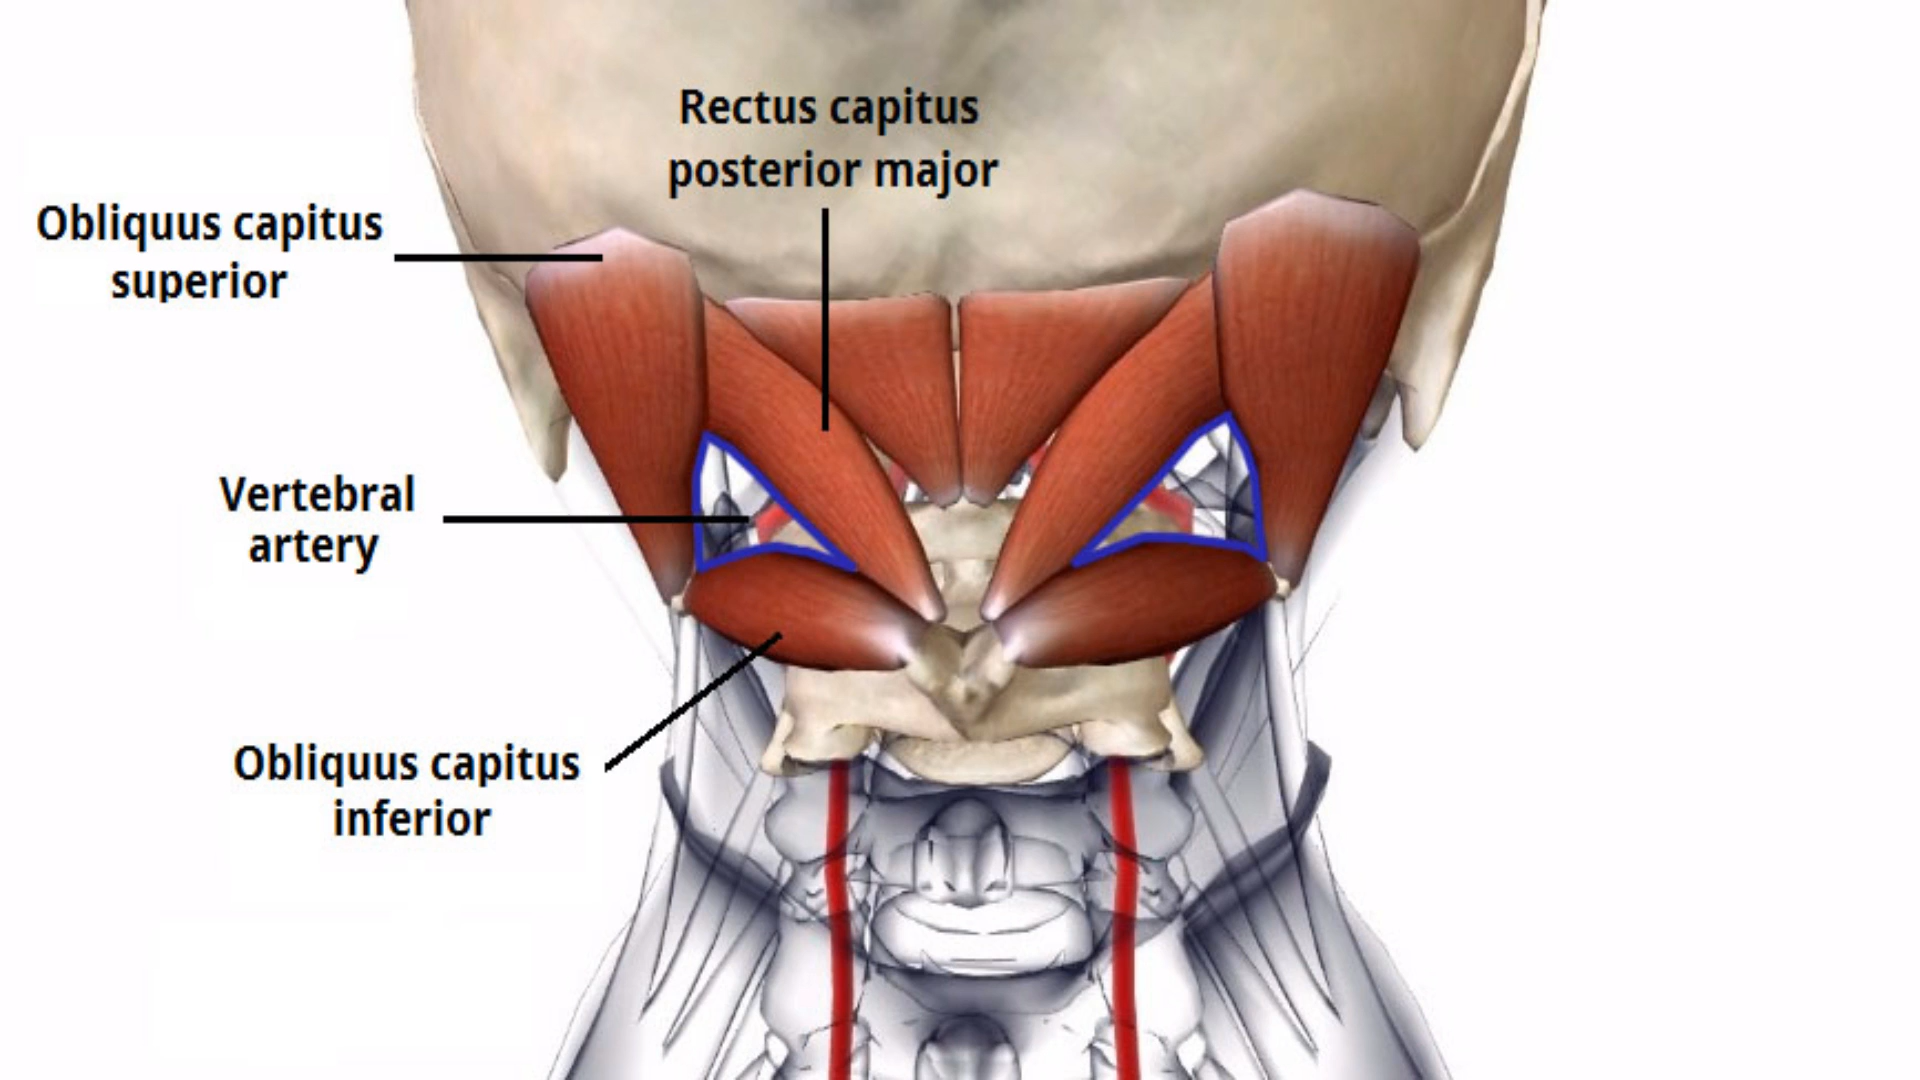 Rectus capitus
posterior major
Obliquus capitus
superior
Vertebral
artery
Obliquus capitus
inferior